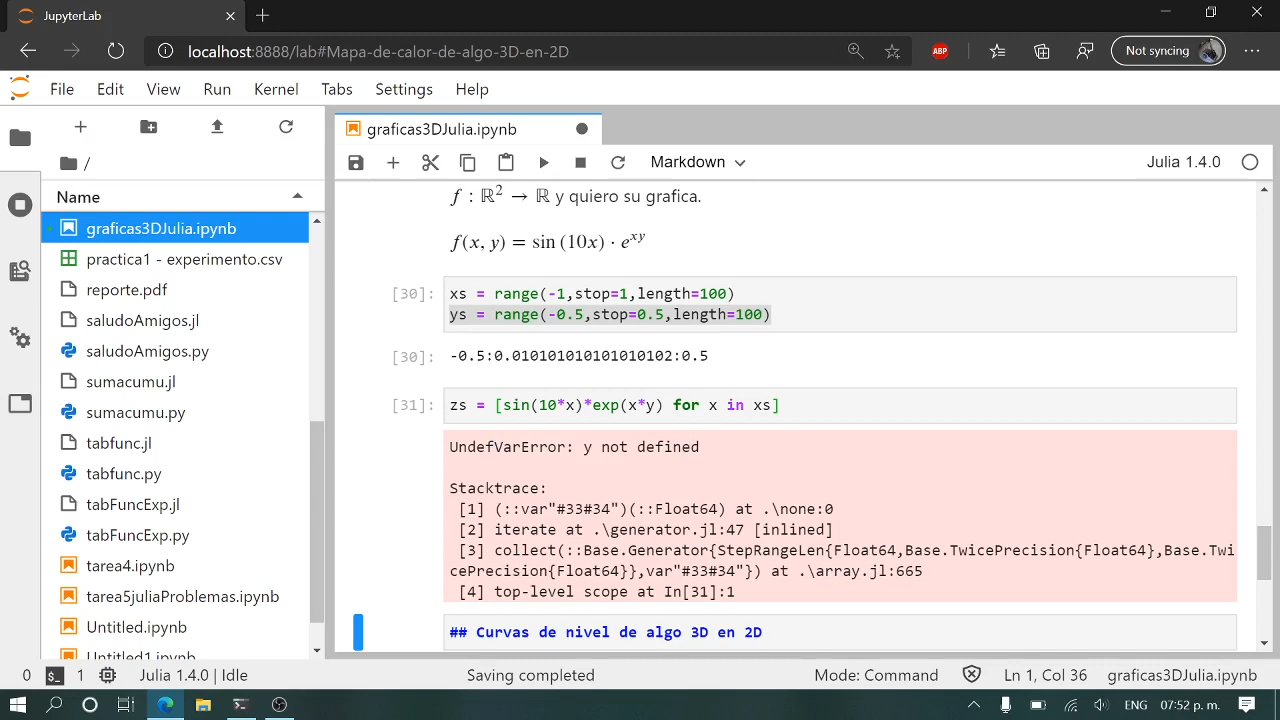 JupyterLab
localhost:8888/lab#Mapa-de-calor-de-algo-3D-en-2D
ABP
Not syncing
File Edit View Run Kernel Tabs Settings Help
graficas3DJulia.ipynb
/
Markdown
Julia 1.4.0
Name
graficas3DJulia.ipynb
practica1 - experimento.csv
reporte.pdf
saludoAmigos.jl
saludoAmigos.py
sumacumu.jl
sumacumu.py
tabfunc.jl
tabfunc.py
tabFuncExp.jl
tabFuncExp.py
tarea4.ipynb
tarea5juliaProblemas.ipynb
Untitled.ipynb
Untitled1.ipynb
f : ℝ² → ℝ y quiero su grafica.
f(x, y) = sin (10x) · e^{xy}
[30]: xs = range(-1,stop=1,length=100)
ys = range(-0.5,stop=0.5,length=100)
[30]: -0.5:0.010101010101010102:0.5
[31]: zs = [sin(10*x)*exp(x*y) for x in xs]
UndefVarError: y not defined
Stacktrace:
[1] (::var"#33#34")(::Float64) at .\none:0
[2] iterate at .\generator.jl:47 [inlined]
[3] collect(::Base.Generator{StepRangeLen{Float64,Base.TwicePrecision{Float64},Base.Twi
cePrecision{Float64}},var"#33#34"}) at .\array.jl:665
[4] top-level scope at In[31]:1
## Curvas de nivel de algo 3D en 2D
0 $_ 1 Julia 1.4.0 | Idle
Saving completed
Mode: Command
Ln 1, Col 36
graficas3DJulia.ipynb
ENG 07:52 p. m.